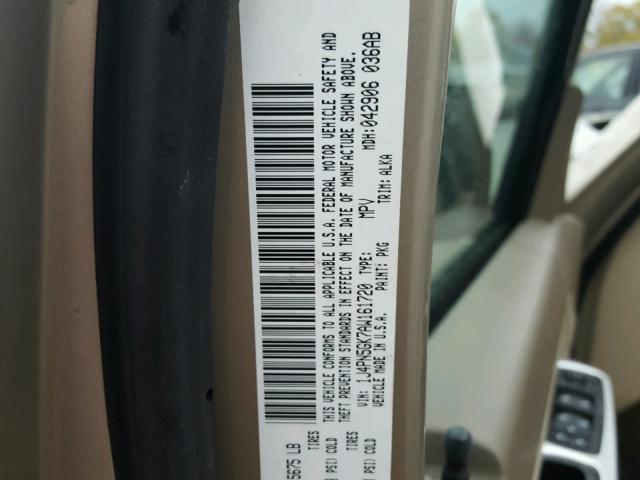 5675 LB
TIRES
PSI) COLD
TIRES
PSI) COLD
THIS VEHICLE CONFORMS TO ALL APPLICABLE U.S.A. FEDERAL MOTOR VEHICLE SAFETY AND
THEFT PREVENTION STANDARDS IN EFFECT ON THE DATE OF MANUFACTURE SHOWN ABOVE.
VIN: 1J4PN5GK7AW161720 TYPE: MPV MDH:042906 036AB
VEHICLE MADE IN U.S.A. PAINT: PKG TRIM:ALKA